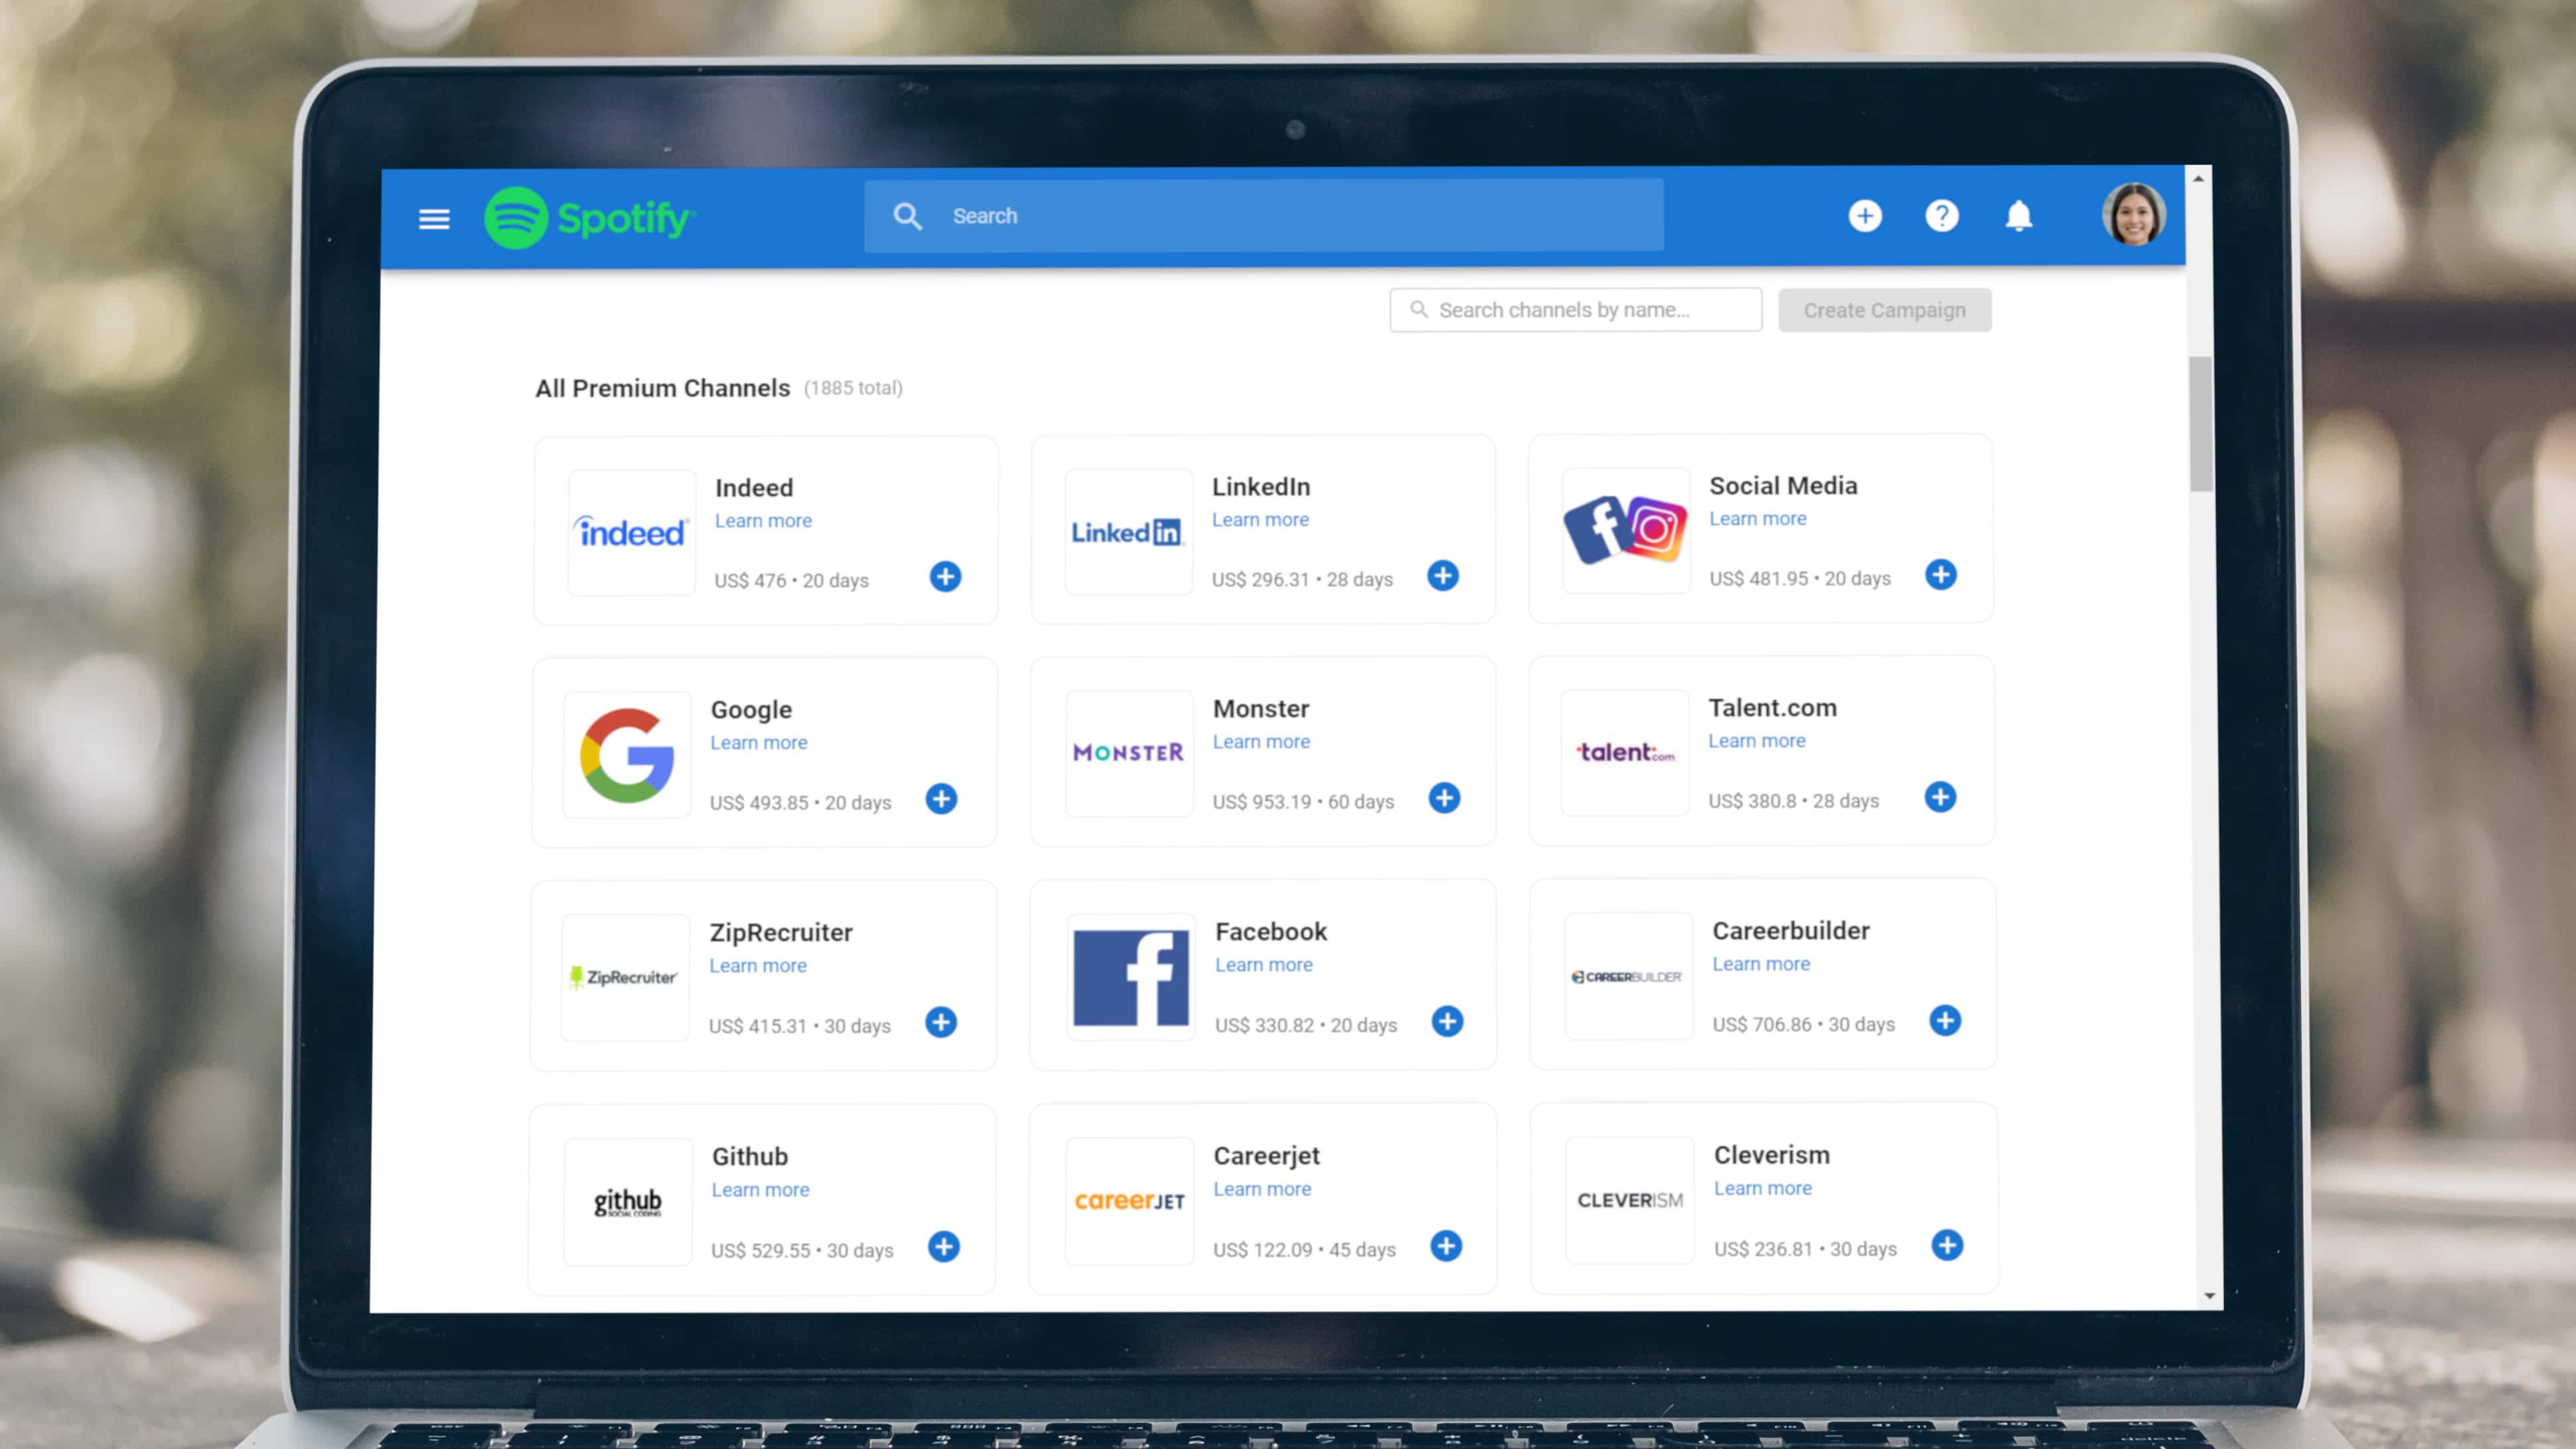 Spotify
Search
Search channels by name...
Create Campaign
All Premium Channels (1885 total)
indeed
Indeed
Learn more
US$ 476 • 20 days
Linked in
LinkedIn
Learn more
US$ 296.31 • 28 days
Social Media
Learn more
US$ 481.95 • 20 days
Google
Learn more
US$ 493.85 • 20 days
MONSTER
Monster
Learn more
US$ 953.19 • 60 days
talent.com
Talent.com
Learn more
US$ 380.8 • 28 days
ZipRecruiter
ZipRecruiter
Learn more
US$ 415.31 • 30 days
Facebook
Learn more
US$ 330.82 • 20 days
CAREERBUILDER
Careerbuilder
Learn more
US$ 706.86 • 30 days
github
SOCIAL CODING
Github
Learn more
US$ 529.55 • 30 days
careerJET
Careerjet
Learn more
US$ 122.09 • 45 days
CLEVERISM
Cleverism
Learn more
US$ 236.81 • 30 days